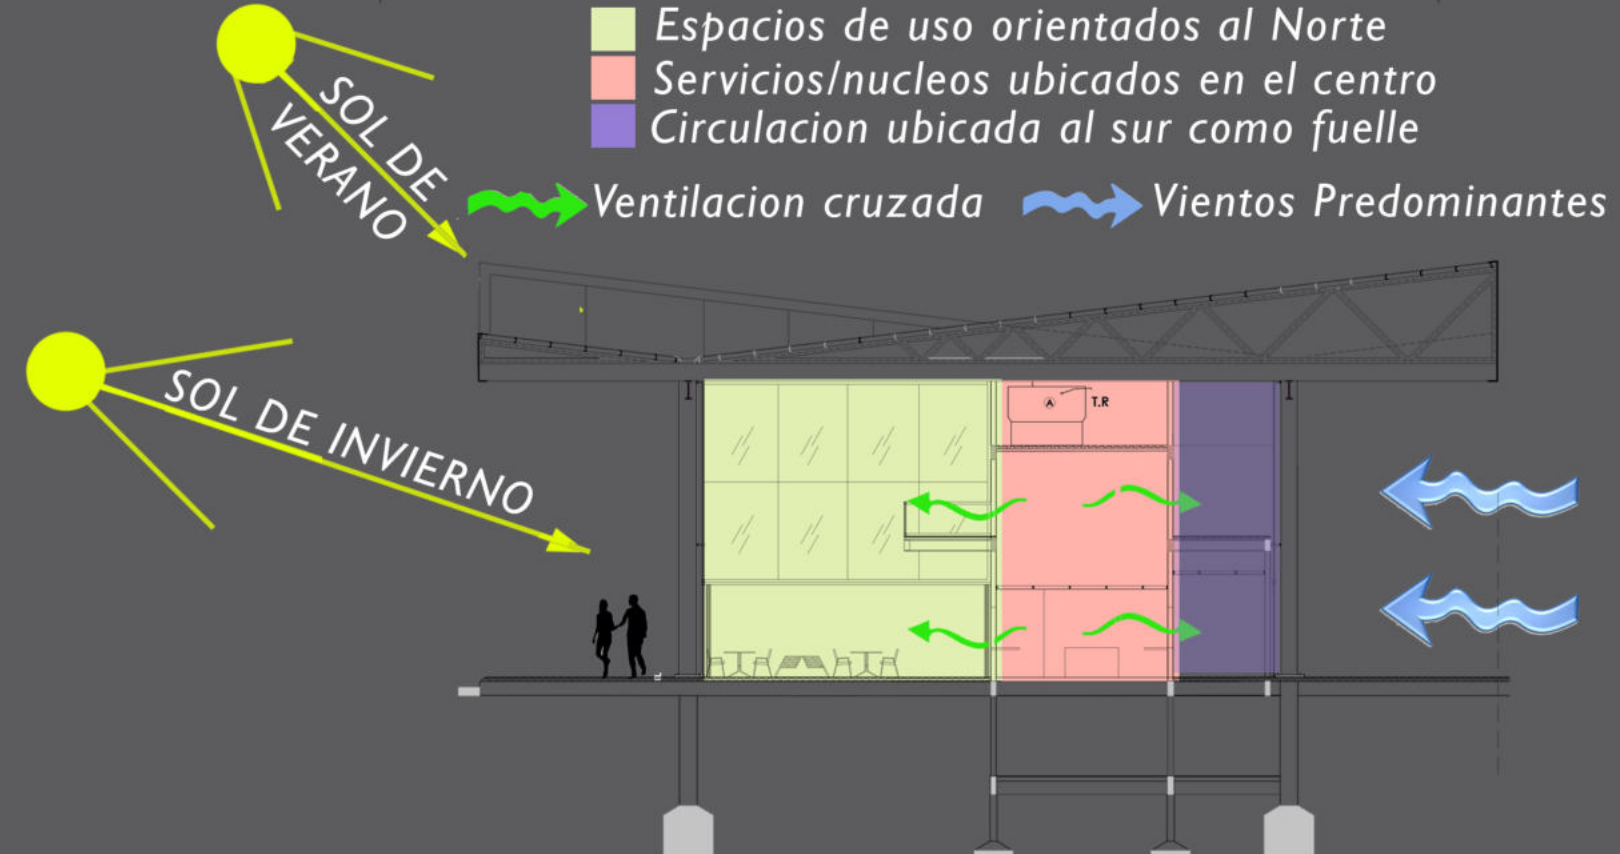 Espacios de uso orientados al Norte
Servicios/nucleos ubicados en el centro
Circulacion ubicada al sur como fuelle
Ventilacion cruzada
Vientos Predominantes
SOL DE
VERANO
SOL DE INVIERNO
A
T.R